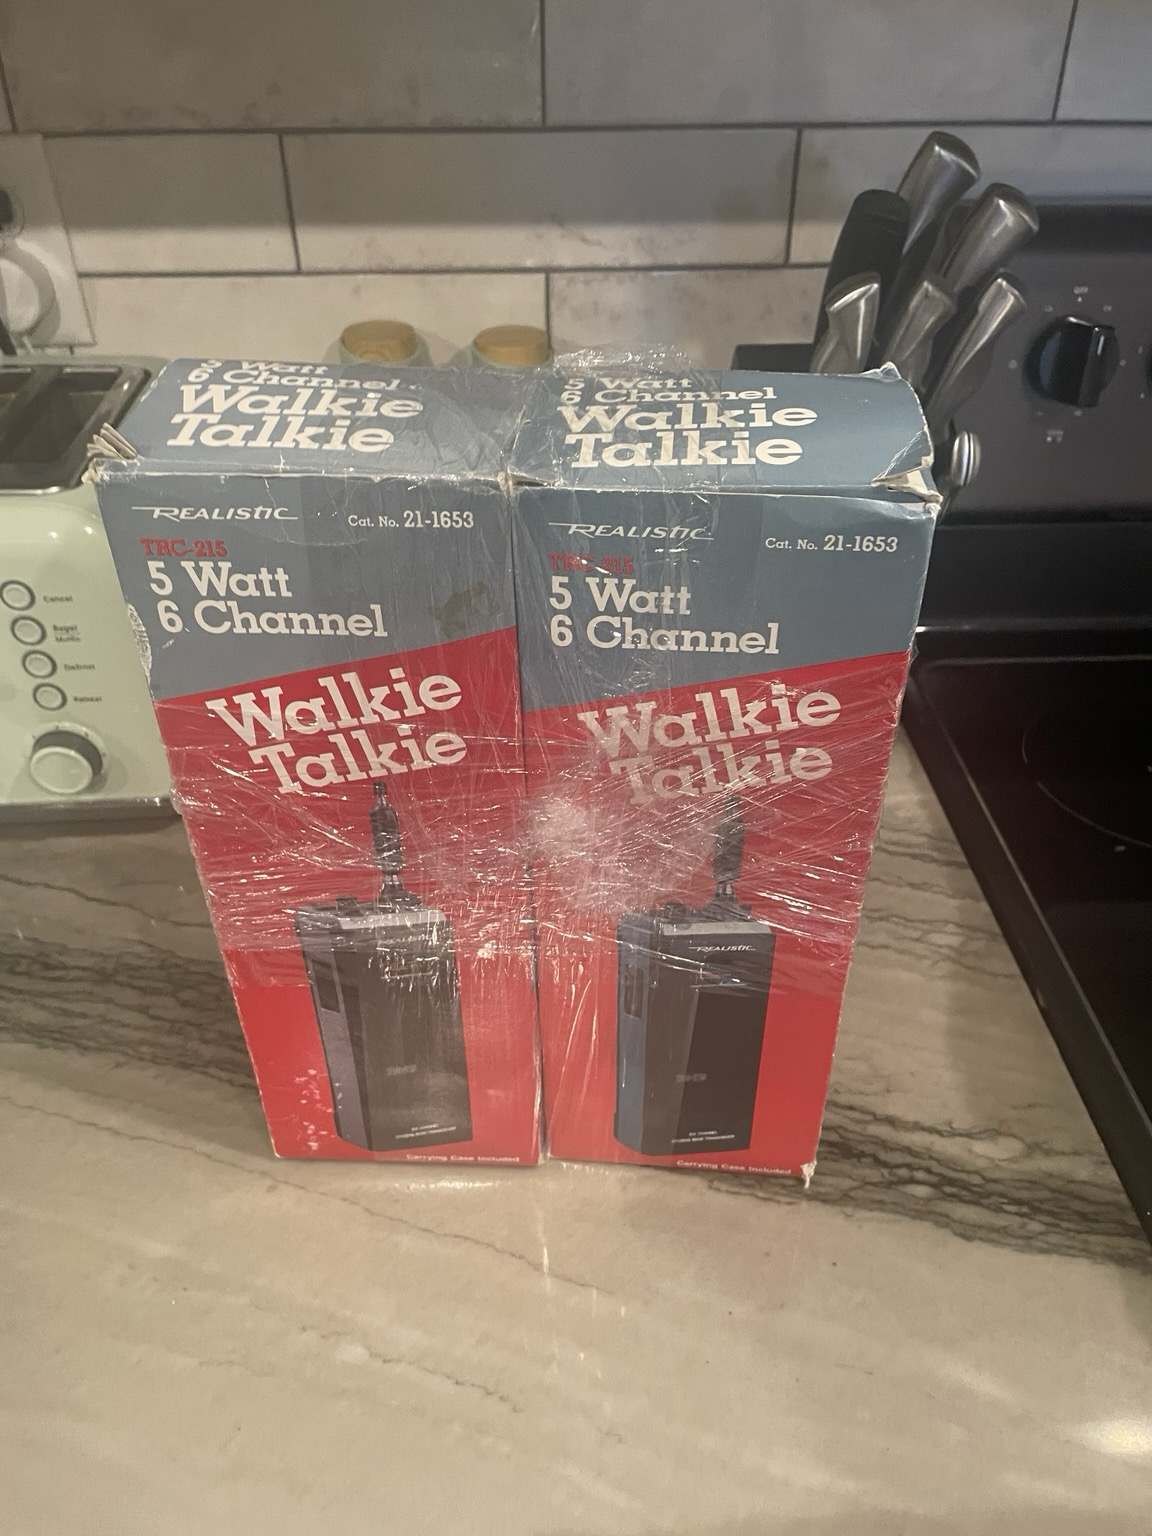 5 Watt
6 Channel
Walkie
Talkie
REALISTIC
Cat. No. 21-1653
TRC-215
5 Watt
6 Channel
Walkie
Talkie
REALISTIC
Carrying Case Included
5 Watt
6 Channel
Walkie
Talkie
REALISTIC
Cat. No. 21-1653
TRC-215
5 Watt
6 Channel
Walkie
Talkie
REALISTIC
Carrying Case Included
Cancel
Bagel
Defrost
Reheat